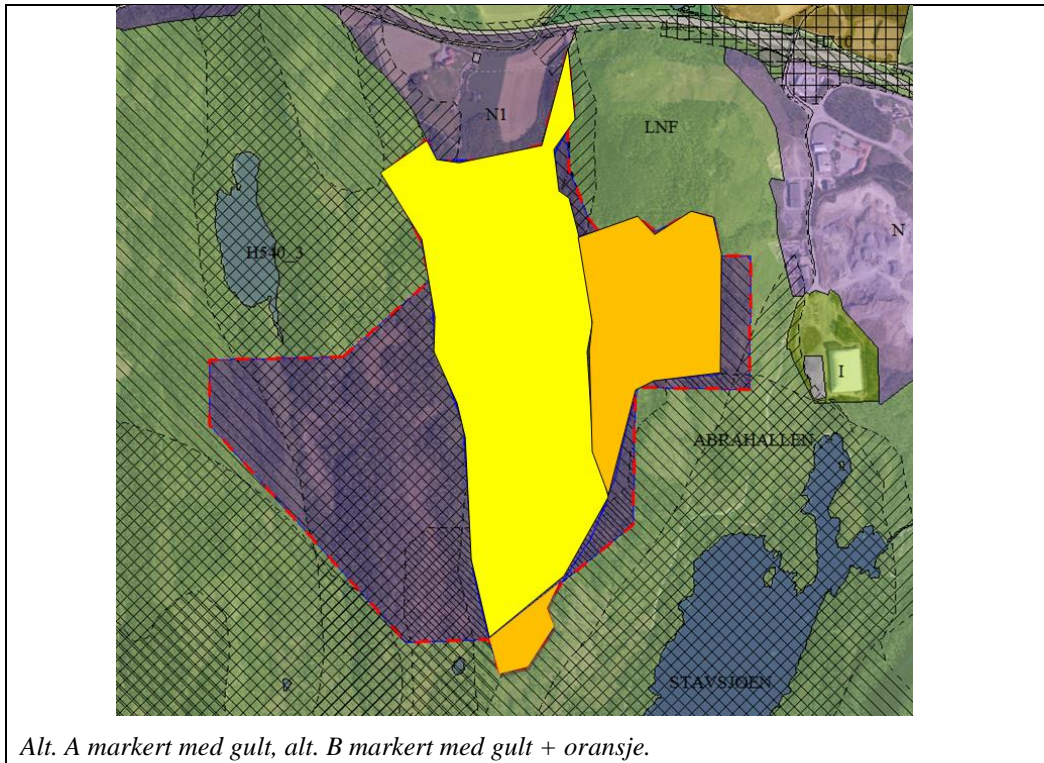 N1
LNF
N
H540_3
I
ABRAHALLEN
STAVSJOEN
Alt. A markert med gult, alt. B markert med gult + oransje.